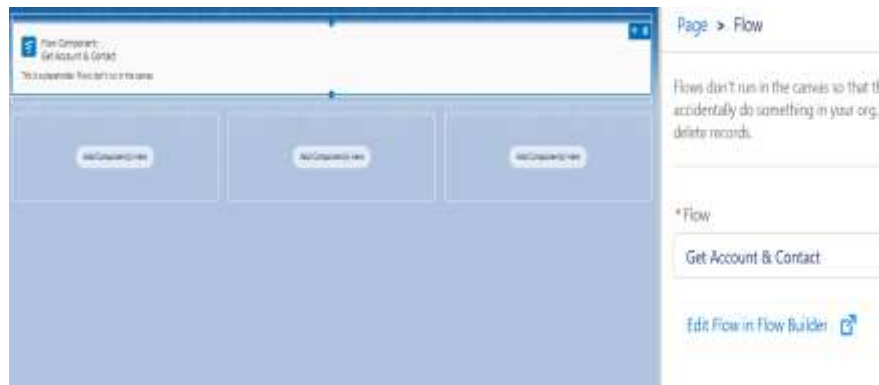 Flow Component:
Get Account & Contact
This is a placeholder. Flows don't run in the canvas.
Add Component(s) Here
Add Component(s) Here
Add Component(s) Here
Page > Flow
Flows don't run in the canvas so that th
accidentally do something in your org,
delete records.
*Flow
Get Account & Contact
Edit Flow in Flow Builder